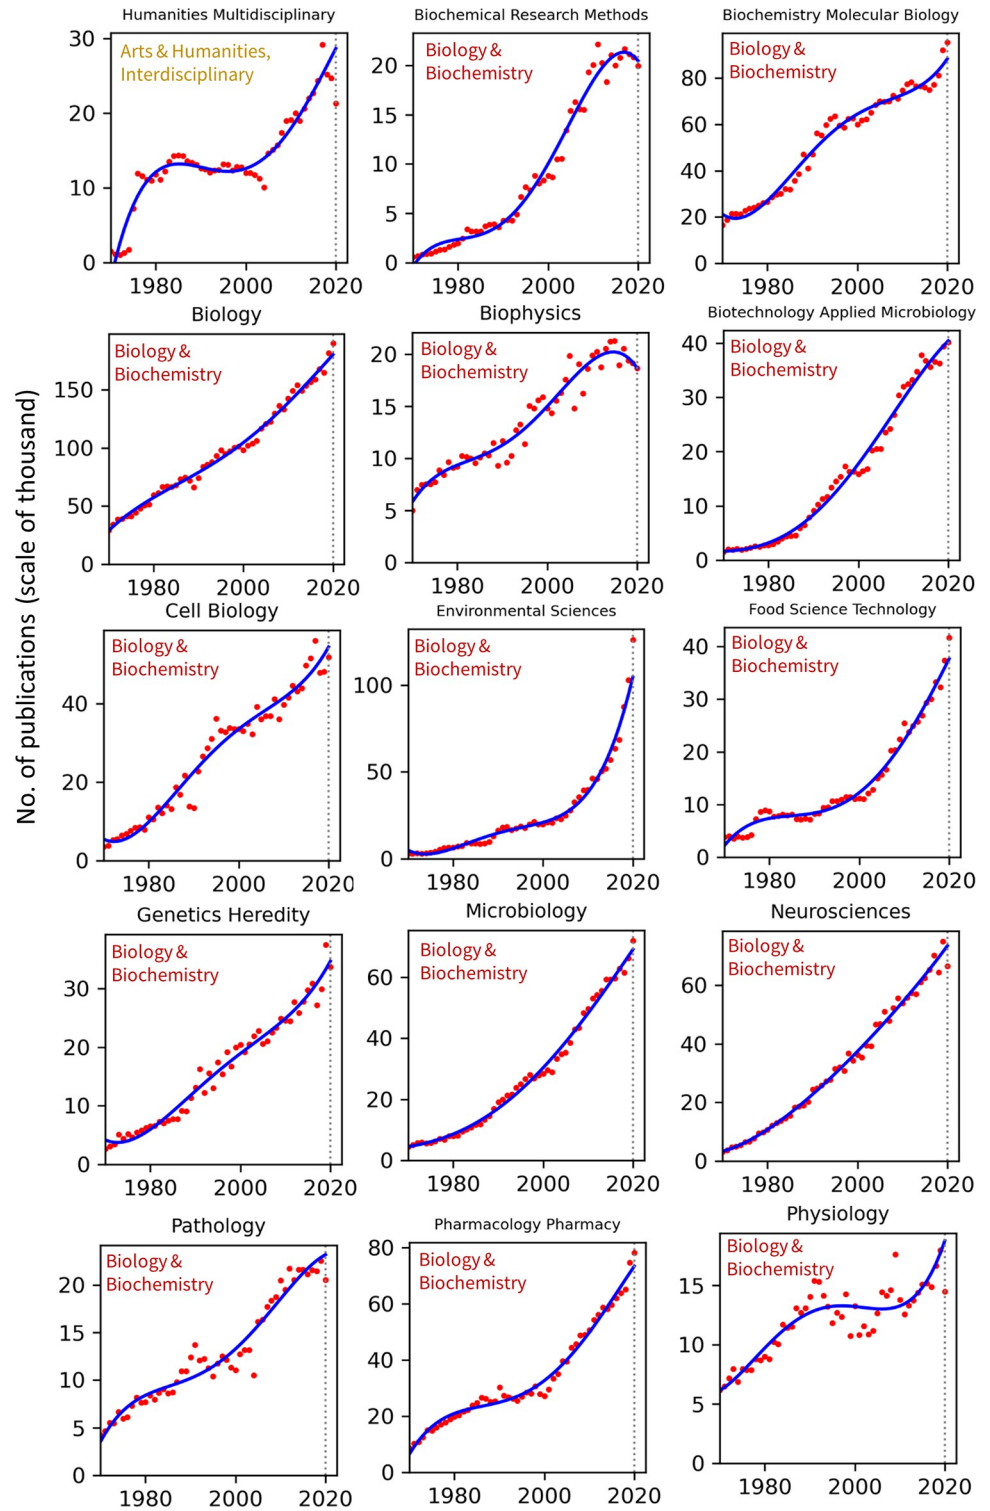 Humanities Multidisciplinary
Biochemical Research Methods
Biochemistry Molecular Biology
30
20
10
0
1980 2000 2020
Arts & Humanities,
Interdisciplinary
20
15
10
5
0
1980 2000 2020
Biology &
Biochemistry
80
60
40
20
0
1980 2000 2020
Biology &
Biochemistry
No. of publications (scale of thousand)
Biology
Biophysics
Biotechnology Applied Microbiology
150
100
50
0
1980 2000 2020
Biology &
Biochemistry
20
15
10
5
0
1980 2000 2020
Biology &
Biochemistry
40
30
20
10
0
1980 2000 2020
Biology &
Biochemistry
Cell Biology
Environmental Sciences
Food Science Technology
40
20
0
1980 2000 2020
Biology &
Biochemistry
100
50
0
1980 2000 2020
Biology &
Biochemistry
40
30
20
10
0
1980 2000 2020
Biology &
Biochemistry
Genetics Heredity
Microbiology
Neurosciences
30
20
10
0
1980 2000 2020
Biology &
Biochemistry
60
40
20
0
1980 2000 2020
Biology &
Biochemistry
60
40
20
0
1980 2000 2020
Biology &
Biochemistry
Pathology
Pharmacology Pharmacy
Physiology
20
15
10
5
0
1980 2000 2020
Biology &
Biochemistry
80
60
40
20
0
1980 2000 2020
Biology &
Biochemistry
15
10
5
0
1980 2000 2020
Biology &
Biochemistry